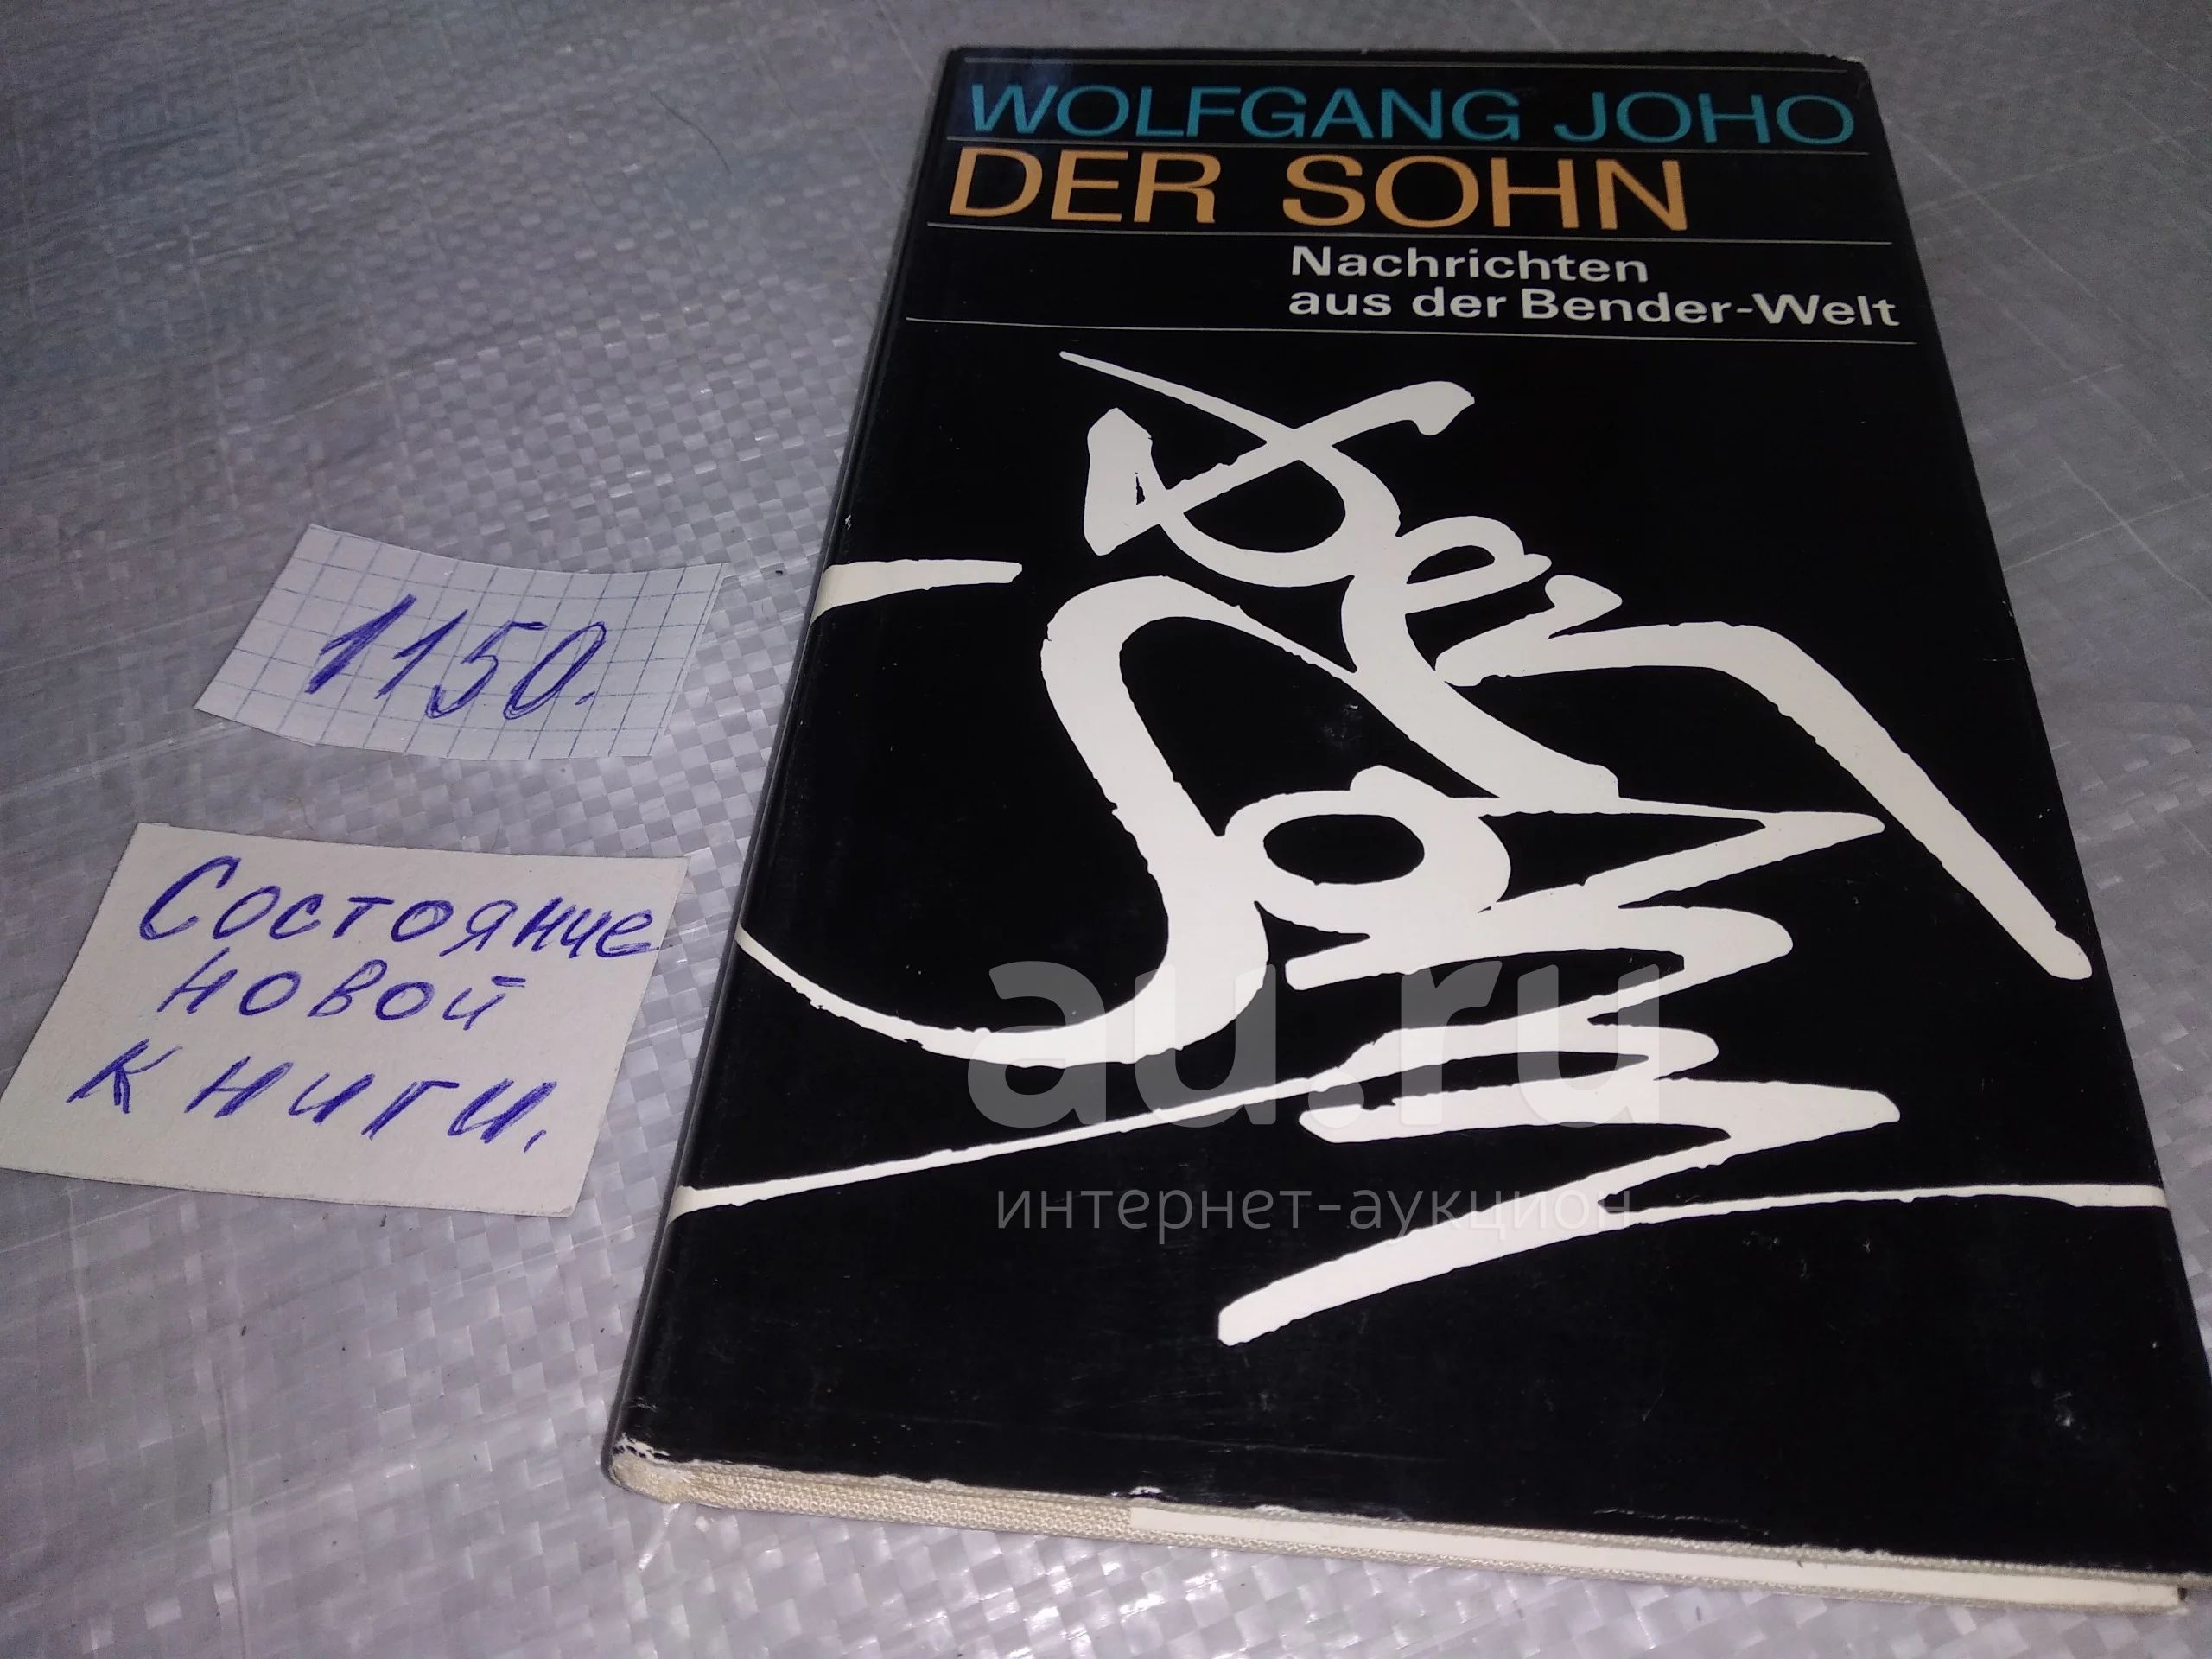 WOLFGANG JOHO
DER SOHN
Nachrichten
aus der Bender-Welt
Der
Sohn
1150.
Состояние
новой
книги.
au.ru
интернет-аукцион